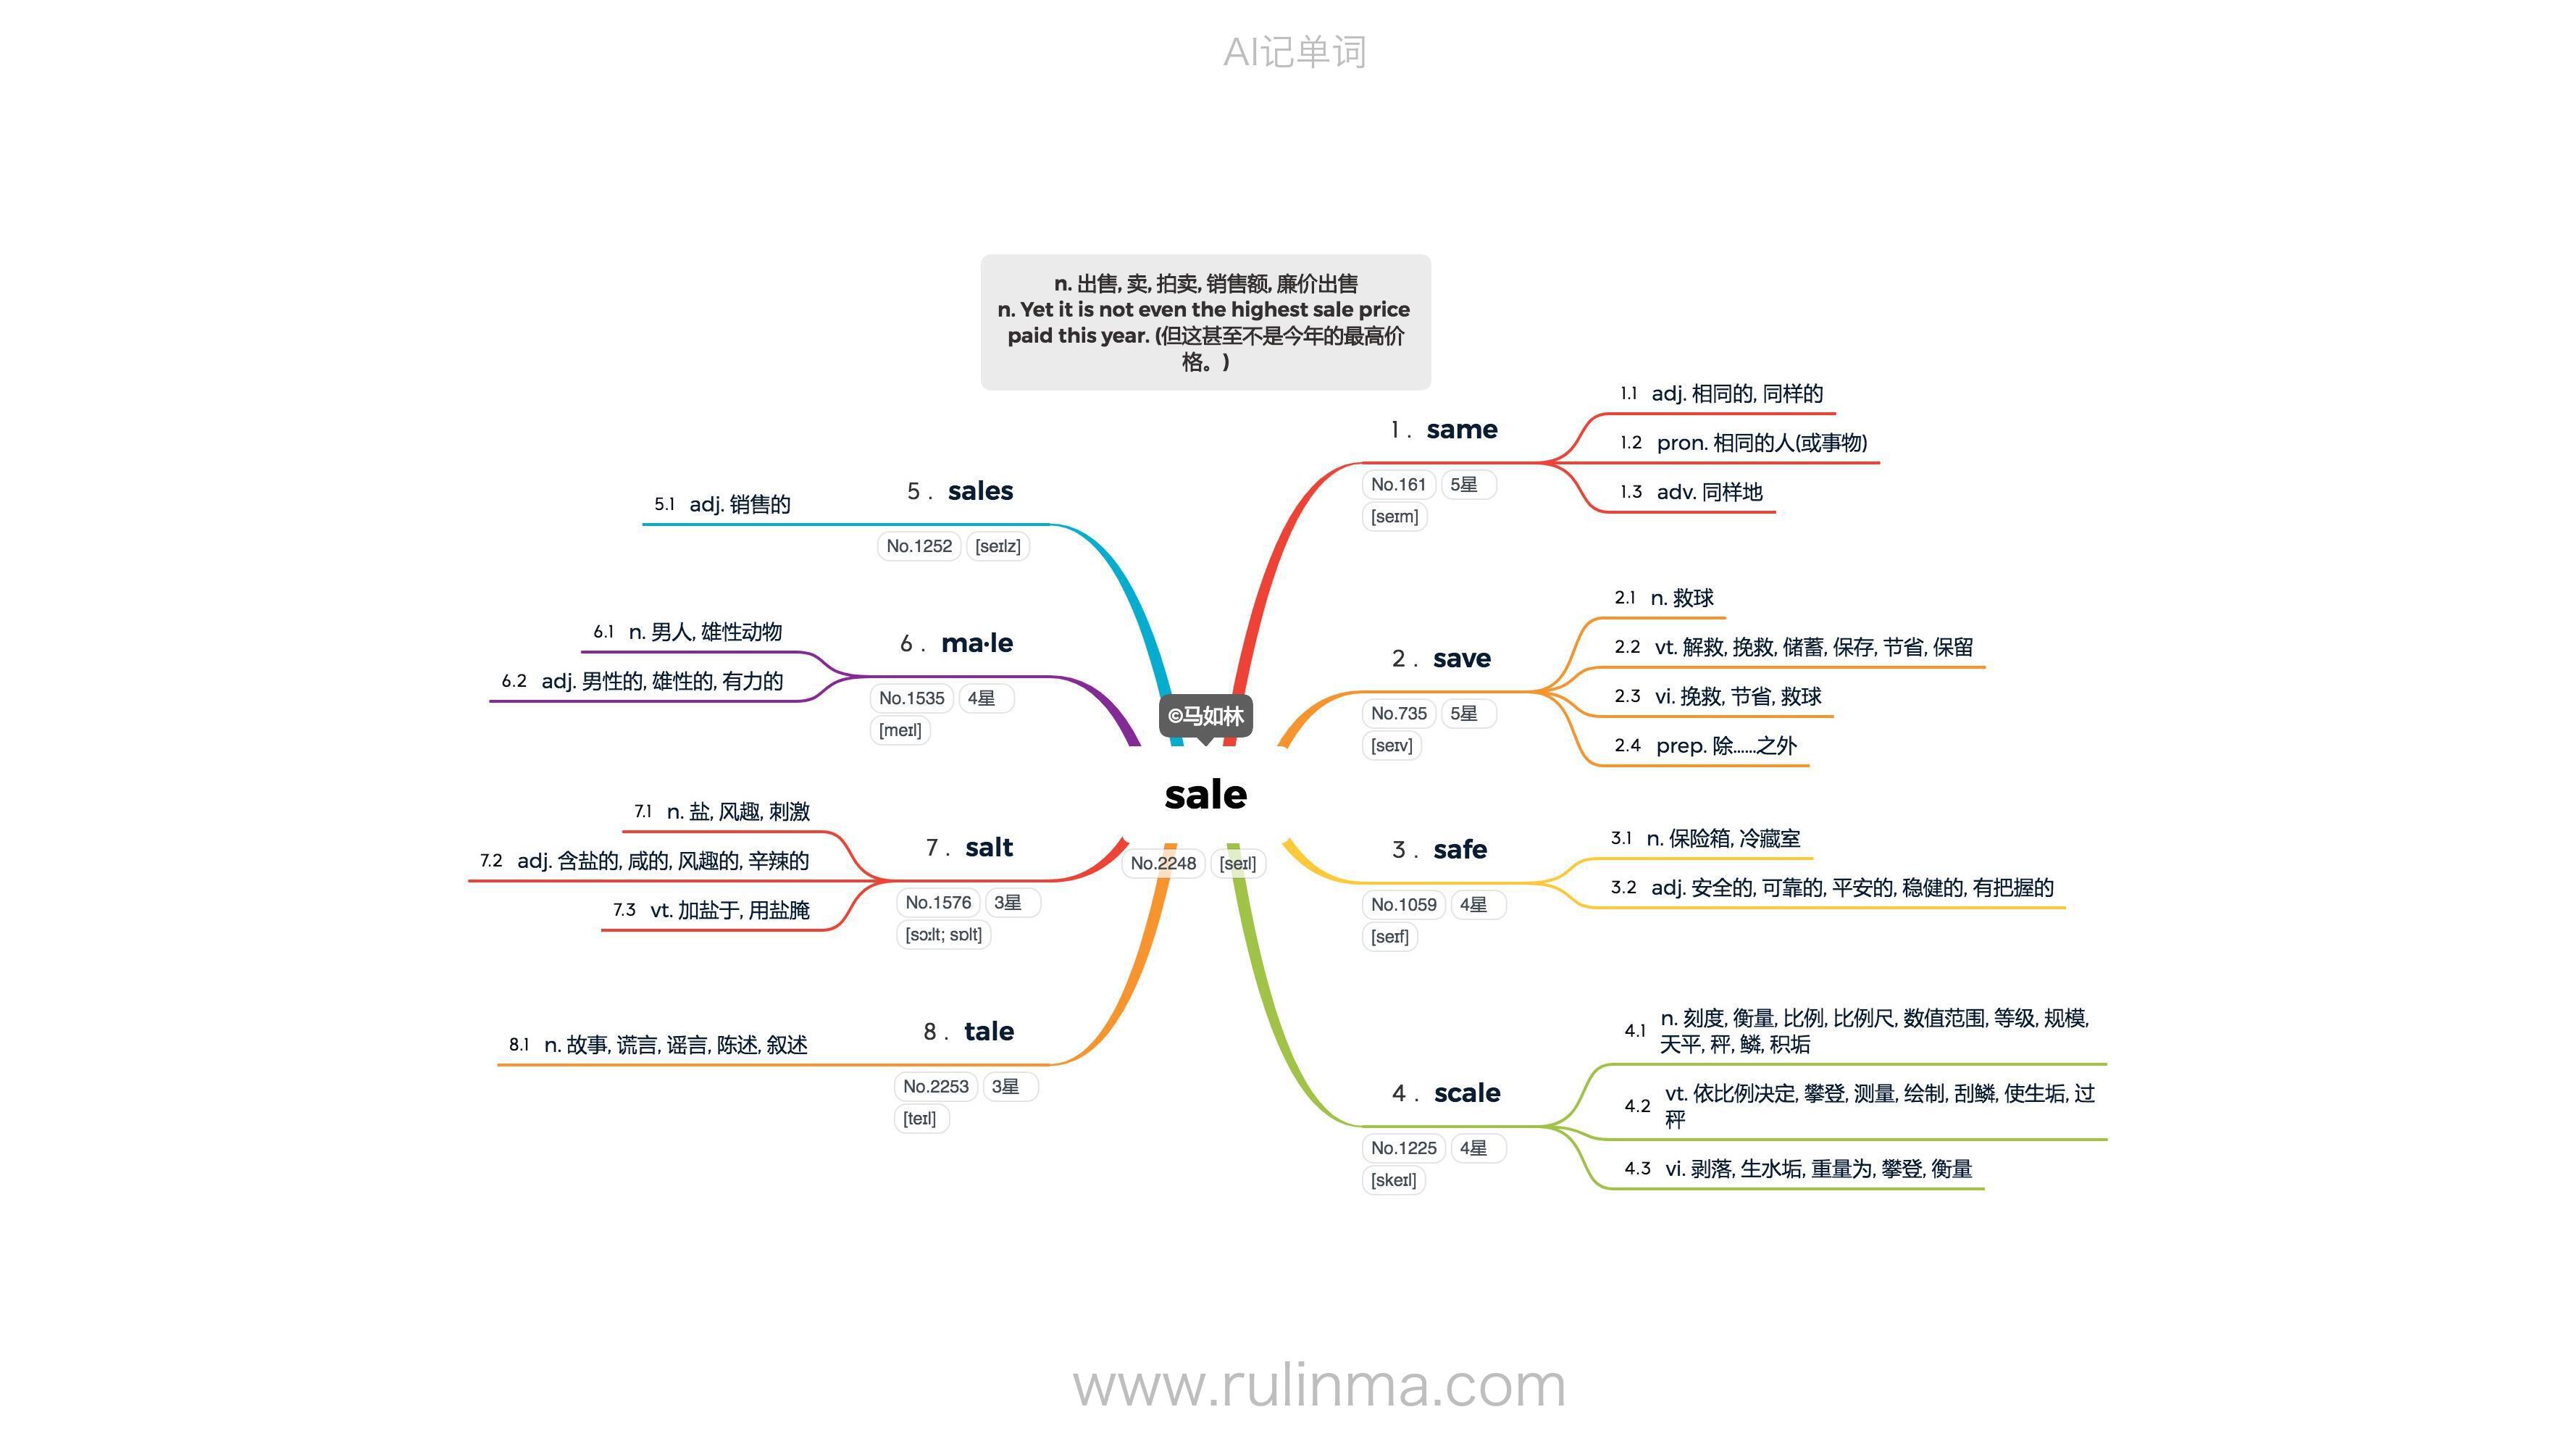 AI记单词
n. 出售, 卖, 拍卖, 销售额, 廉价出售
n. Yet it is not even the highest sale price
paid this year. (但这甚至不是今年的最高价
格。)
©马如林
sale
No.2248 [seɪl]
1 . same
No.161 5星
[seɪm]
1.1 adj. 相同的, 同样的
1.2 pron. 相同的人(或事物)
1.3 adv. 同样地
2 . save
No.735 5星
[seɪv]
2.1 n. 救球
2.2 vt. 解救, 挽救, 储蓄, 保存, 节省, 保留
2.3 vi. 挽救, 节省, 救球
2.4 prep. 除……之外
3 . safe
No.1059 4星
[seɪf]
3.1 n. 保险箱, 冷藏室
3.2 adj. 安全的, 可靠的, 平安的, 稳健的, 有把握的
4 . scale
No.1225 4星
[skeɪl]
4.1 n. 刻度, 衡量, 比例, 比例尺, 数值范围, 等级, 规模,
天平, 秤, 鳞, 积垢
4.2 vt. 依比例决定, 攀登, 测量, 绘制, 刮鳞, 使生垢, 过
秤
4.3 vi. 剥落, 生水垢, 重量为, 攀登, 衡量
5 . sales
No.1252 [seɪlz]
5.1 adj. 销售的
6 . ma·le
No.1535 4星
[meɪl]
6.1 n. 男人, 雄性动物
6.2 adj. 男性的, 雄性的, 有力的
7 . salt
No.1576 3星
[sɔːlt; sɒlt]
7.1 n. 盐, 风趣, 刺激
7.2 adj. 含盐的, 咸的, 风趣的, 辛辣的
7.3 vt. 加盐于, 用盐腌
8 . tale
No.2253 3星
[teɪl]
8.1 n. 故事, 谎言, 谣言, 陈述, 叙述
www.rulinma.com